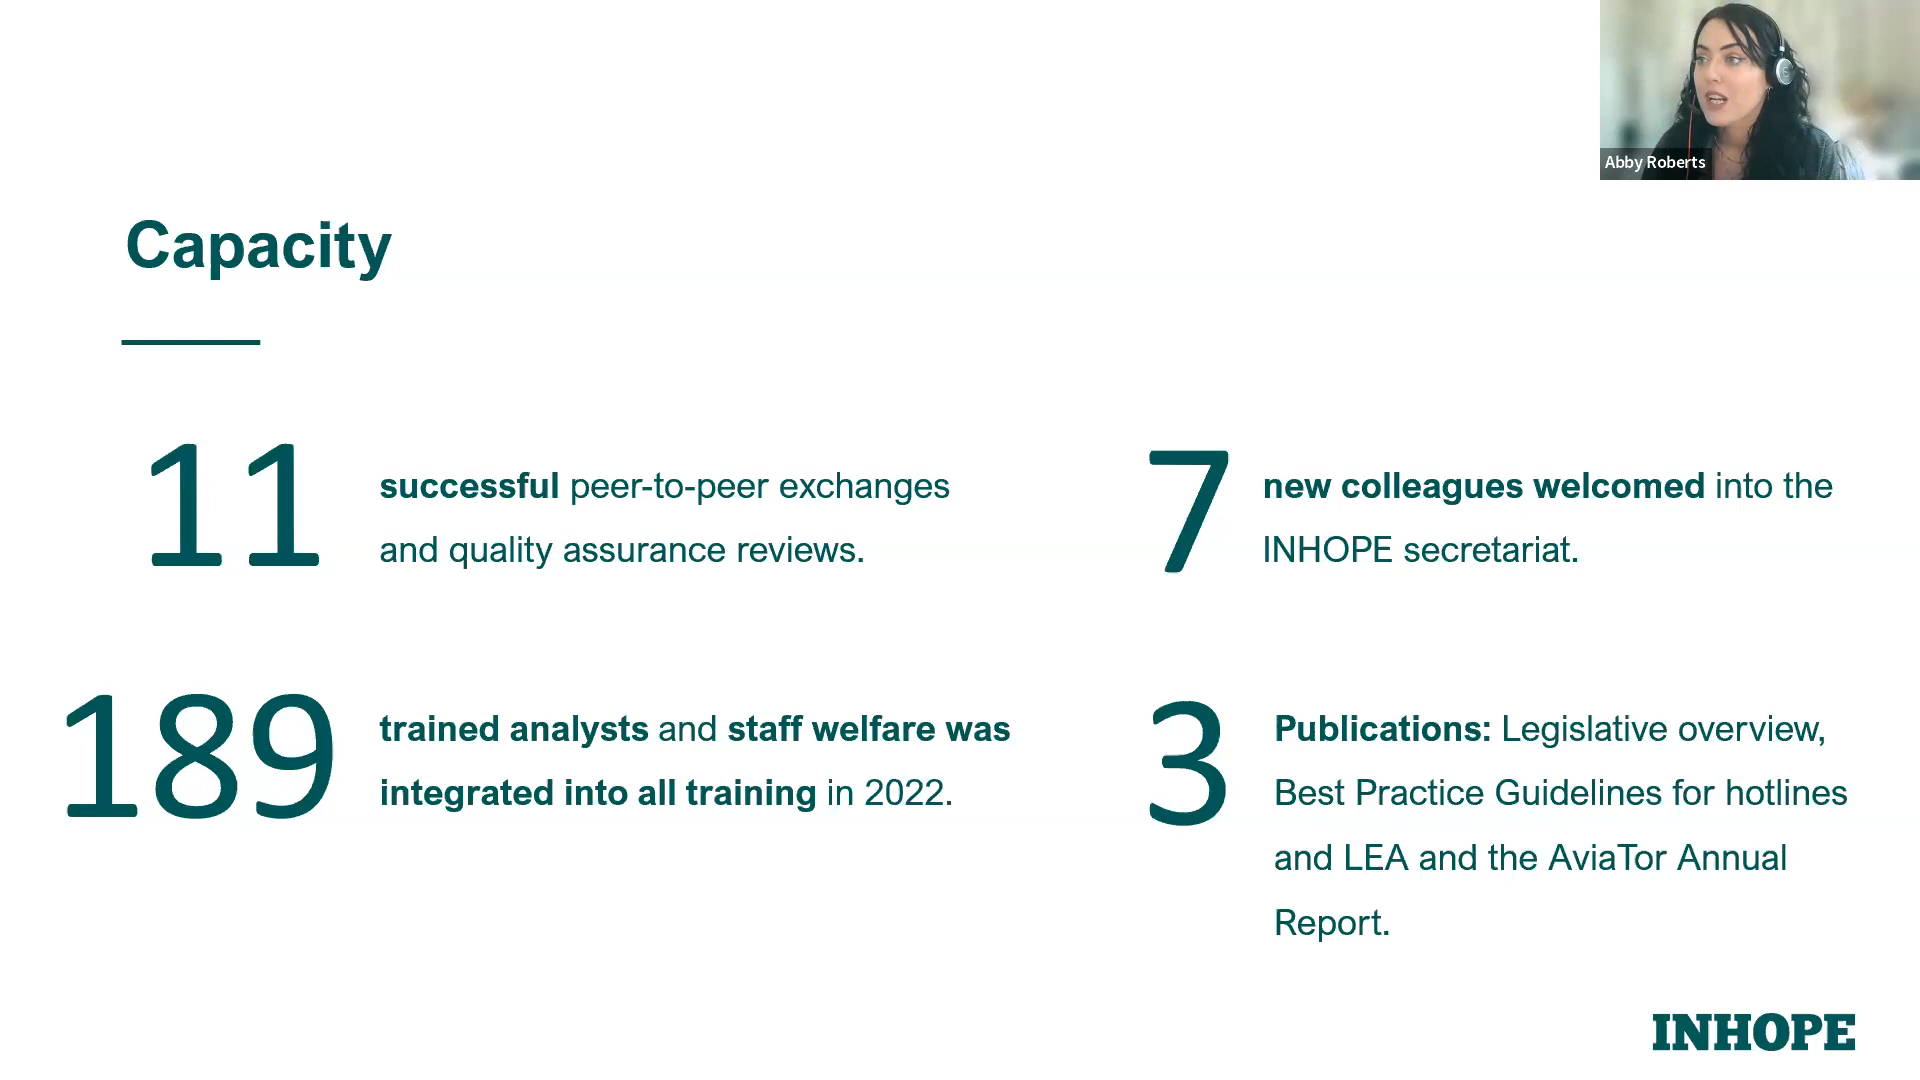 Abby Roberts
Capacity
11
successful peer-to-peer exchanges
and quality assurance reviews.
7
new colleagues welcomed into the
INHOPE secretariat.
189
trained analysts and staff welfare was
integrated into all training in 2022.
3
Publications: Legislative overview,
Best Practice Guidelines for hotlines
and LEA and the AviaTor Annual
Report.
INHOPE